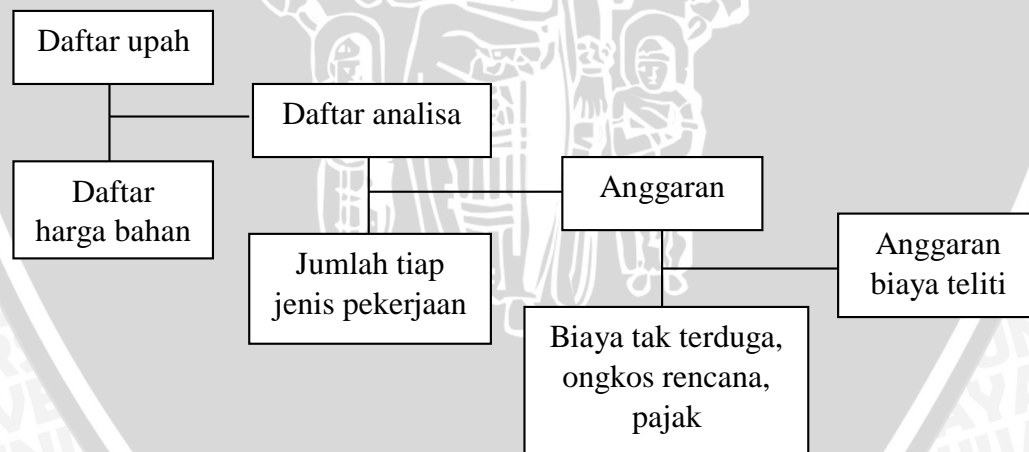 Daftar upah
Daftar analisa
Daftar
harga bahan
Anggaran
Jumlah tiap
jenis pekerjaan
Anggaran
biaya teliti
Biaya tak terduga,
ongkos rencana,
pajak